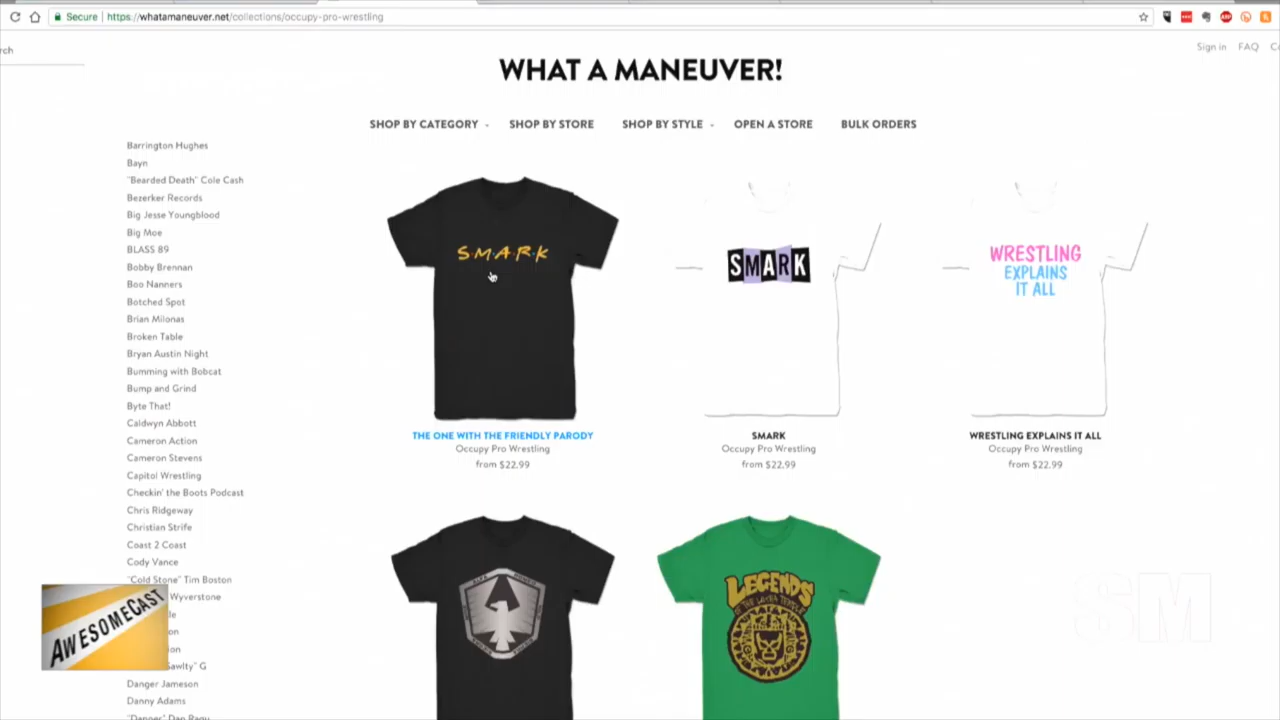 Secure
https://whatamaneuver.net/collections/occupy-pro-wrestling
rch
Sign in FAQ
WHAT A MANEUVER!
SHOP BY CATEGORY SHOP BY STORE SHOP BY STYLE OPEN A STORE BULK ORDERS
Barrington Hughes
Bayn
"Bearded Death" Cole Cash
Bezerker Records
Big Jesse Youngblood
Big Moe
BLASS 89
Bobby Brennan
Boo Nanners
Botched Spot
Brian Milonas
Broken Table
Bryan Austin Night
Bumming with Bobcat
Bump and Grind
Byte That!
Caldwyn Abbott
Cameron Action
Cameron Stevens
Capitol Wrestling
Checkin' the Boots Podcast
Chris Ridgeway
Christian Strife
Coast 2 Coast
Cody Vance
"Cold Stone" Tim Boston
Wyverstone
Danger Jameson
Danny Adams
S·M·A·R·K
SMARK
WRESTLING
EXPLAINS
IT ALL
THE ONE WITH THE FRIENDLY PARODY
Occupy Pro Wrestling
from $22.99
SMARK
Occupy Pro Wrestling
from $22.99
WRESTLING EXPLAINS IT ALL
Occupy Pro Wrestling
from $22.99
LEGENDS
OF THE LUCHA TEMPLE
AWESOMECAST
SM